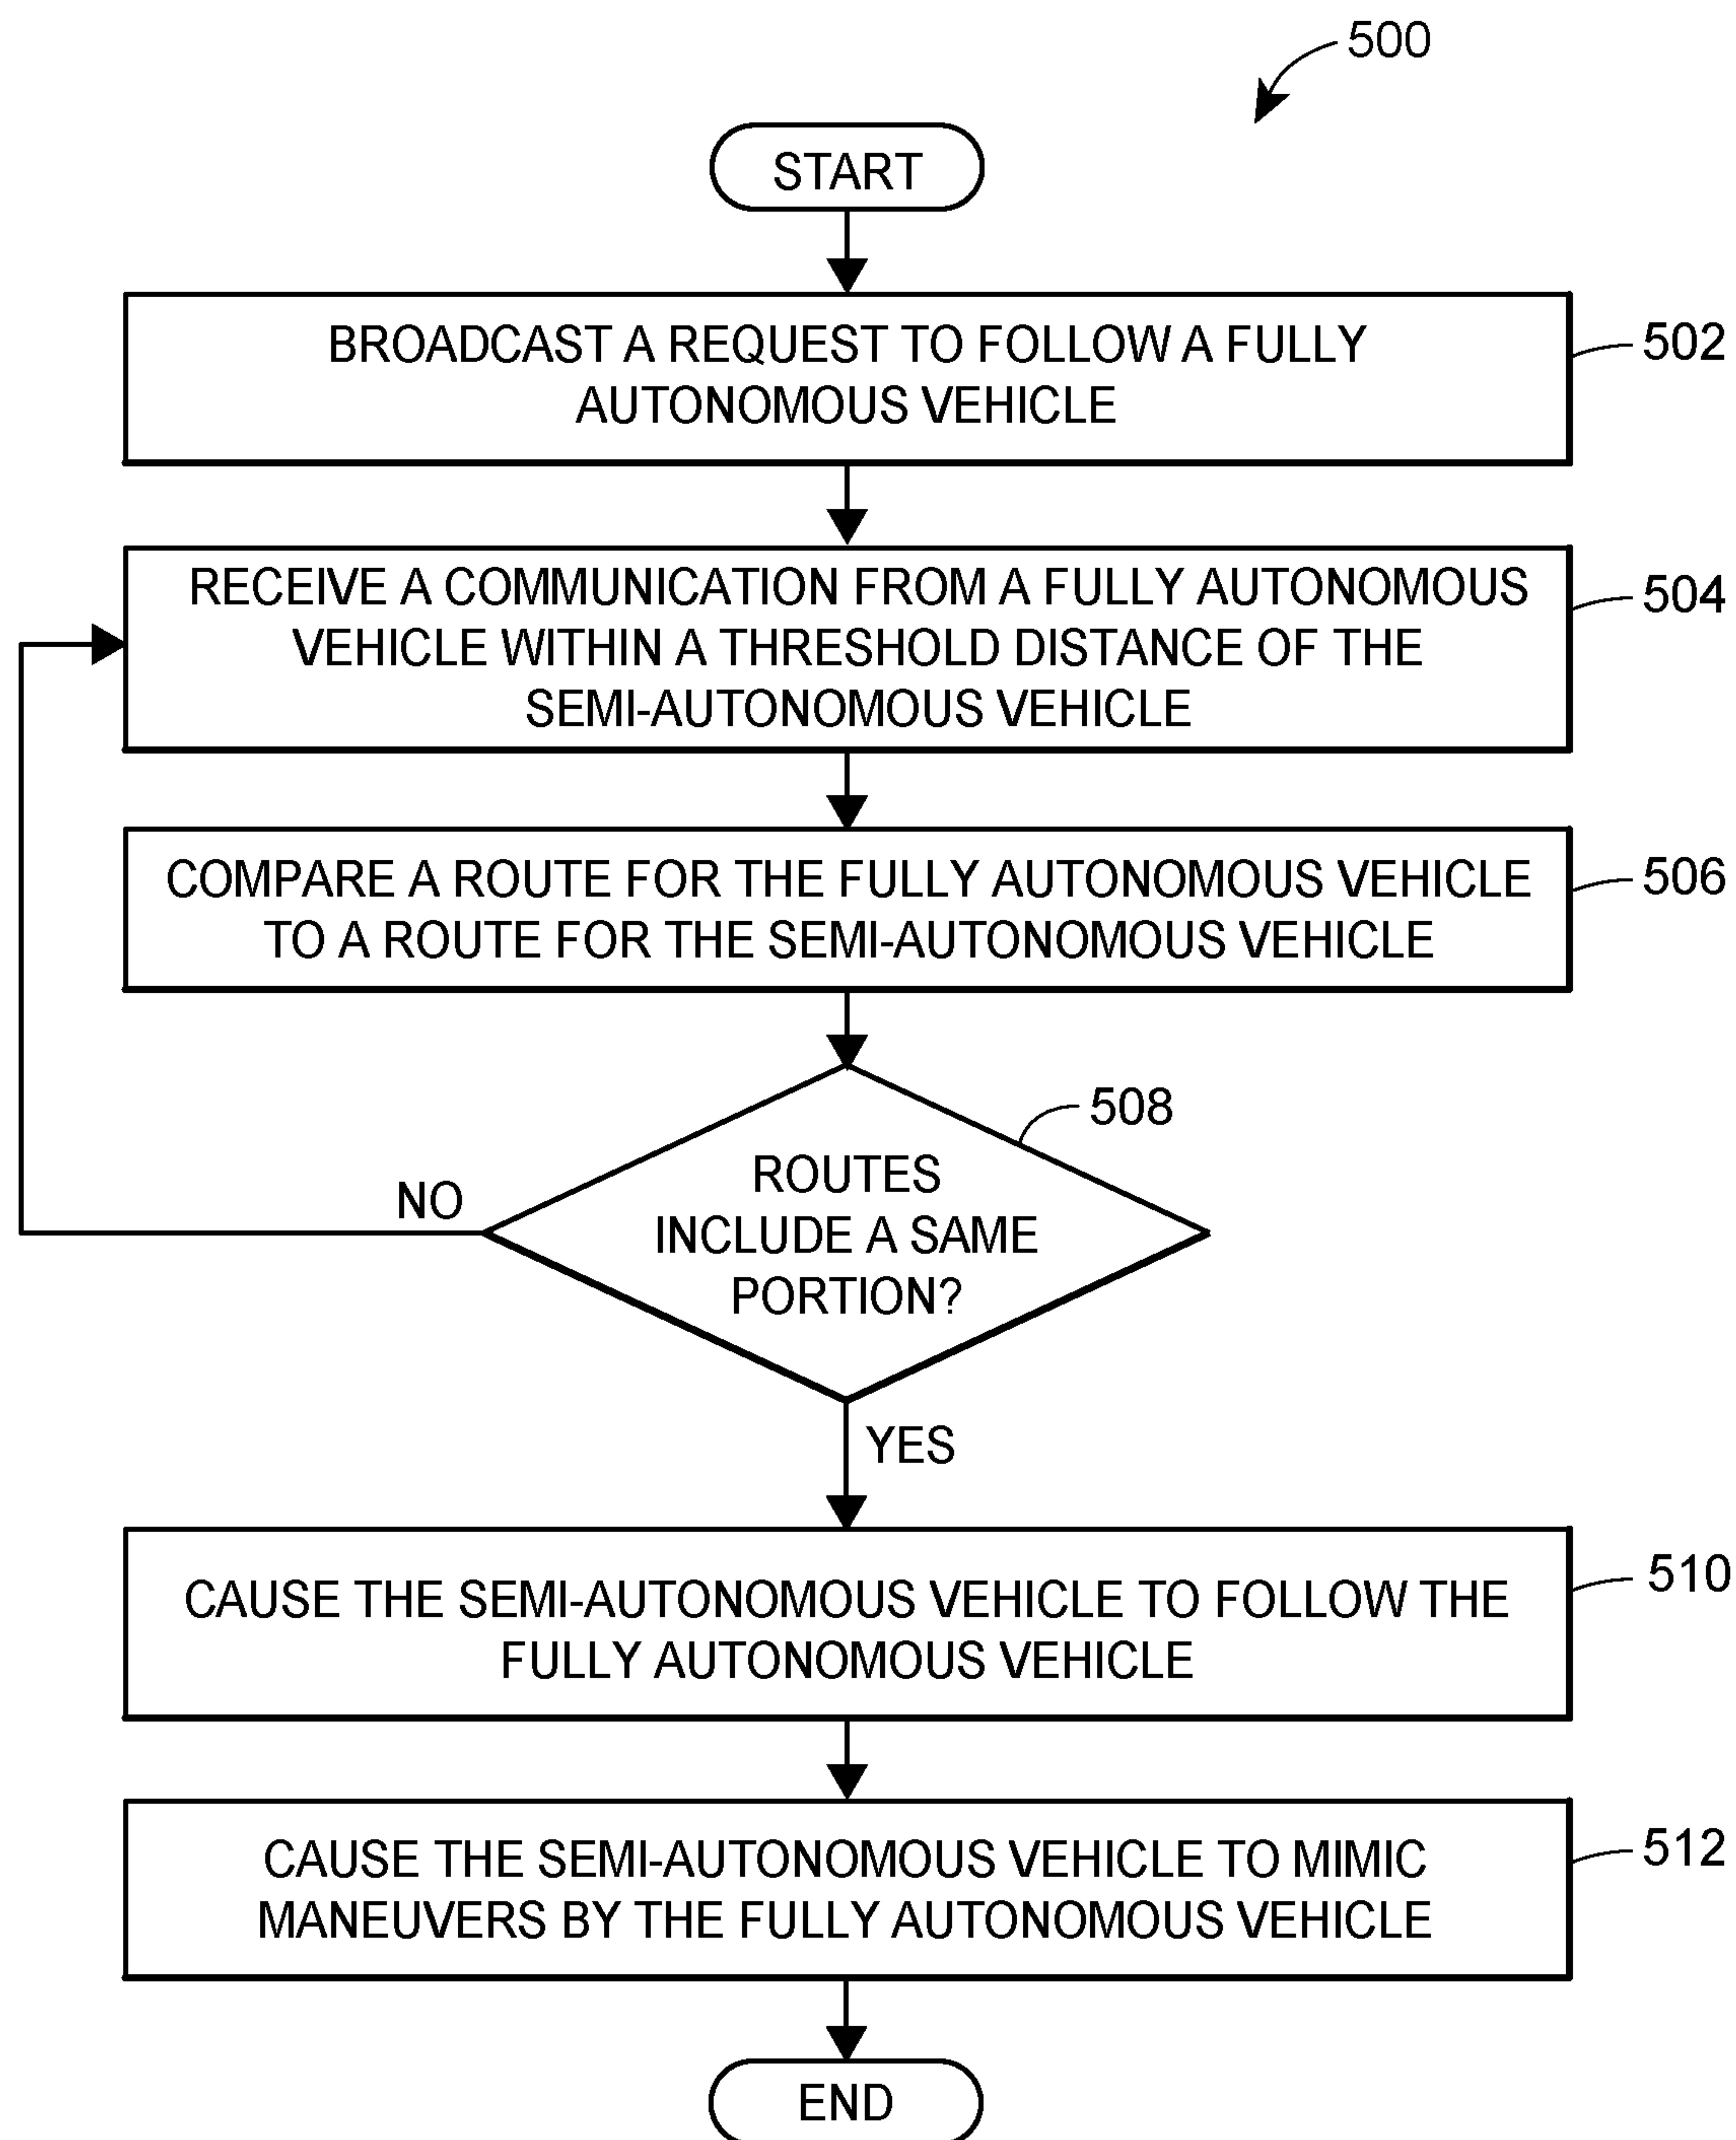 500
START
BROADCAST A REQUEST TO FOLLOW A FULLY
AUTONOMOUS VEHICLE
502
RECEIVE A COMMUNICATION FROM A FULLY AUTONOMOUS
VEHICLE WITHIN A THRESHOLD DISTANCE OF THE
SEMI-AUTONOMOUS VEHICLE
504
COMPARE A ROUTE FOR THE FULLY AUTONOMOUS VEHICLE
TO A ROUTE FOR THE SEMI-AUTONOMOUS VEHICLE
506
508
ROUTES
INCLUDE A SAME
PORTION?
NO
YES
CAUSE THE SEMI-AUTONOMOUS VEHICLE TO FOLLOW THE
FULLY AUTONOMOUS VEHICLE
510
CAUSE THE SEMI-AUTONOMOUS VEHICLE TO MIMIC
MANEUVERS BY THE FULLY AUTONOMOUS VEHICLE
512
END